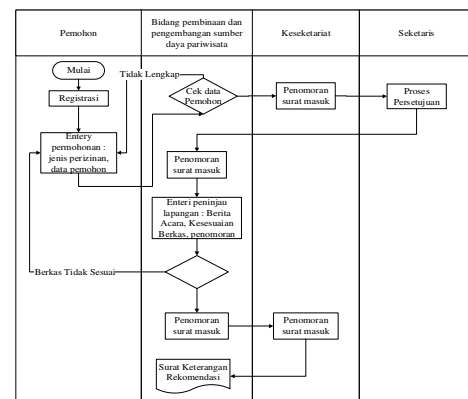 Pemohon
Bidang pembinaan dan
pengembangan sumber
daya pariwisata
Keseketariat
Seketaris
Mulai
Registrasi
Entery
permohonan :
jenis perizinan,
data pemohon
Tidak Lengkap
Cek data
Pemohon
Penomoran
surat masuk
Proses
Persetujuan
Penomoran
surat masuk
Enteri peninjau
lapangan : Berita
Acara, Kesesuaian
Berkas, penomoran
Berkas Tidak Sesuai
Penomoran
surat masuk
Penomoran
surat masuk
Surat Keterangan
Rekomendasi